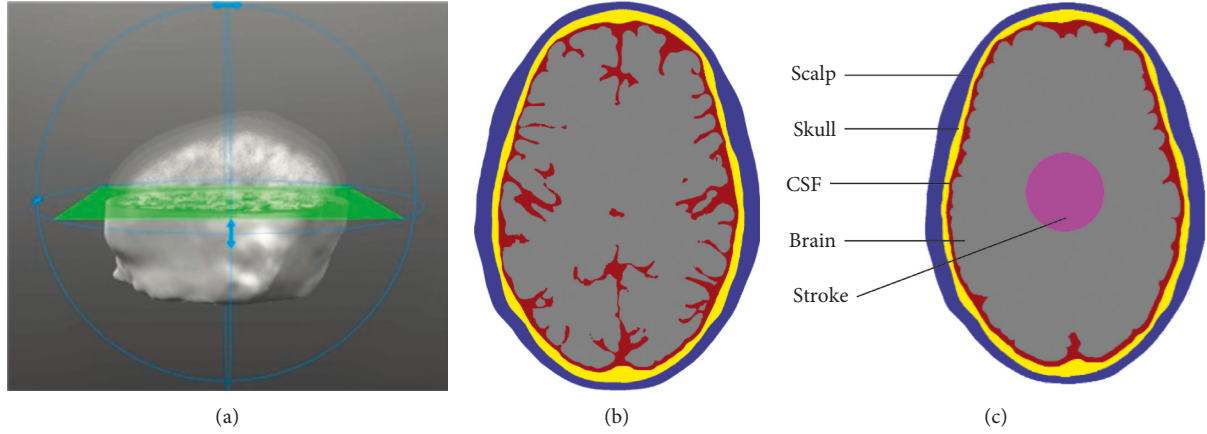 Scalp
Skull
CSF
Brain
Stroke
(a)
(b)
(c)